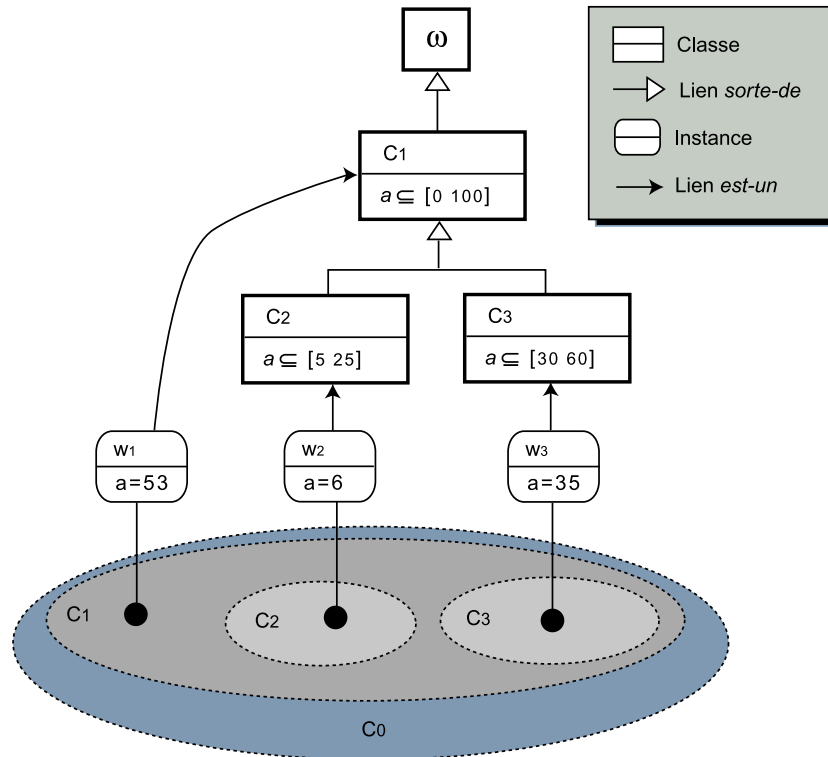 ω
Classe
Lien sorte-de
Instance
Lien est-un
C1
a ⊆ [0 100]
C2
a ⊆ [5 25]
C3
a ⊆ [30 60]
w1
a=53
w2
a=6
w3
a=35
C1
C2
C3
C0